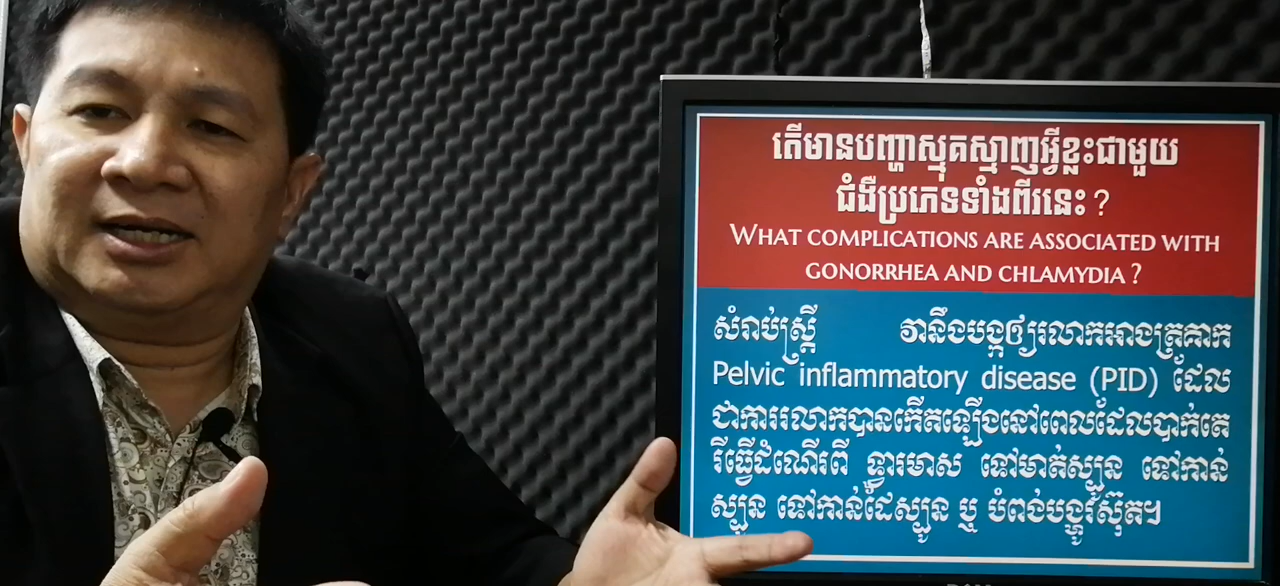 តើមានបញ្ហាស្មុគស្មាញអ្វីខ្លះជាមួយ
ជំងឺប្រភេទទាំងពីរនេះ ?
WHAT COMPLICATIONS ARE ASSOCIATED WITH
GONORRHEA AND CHLAMYDIA ?
សំរាប់ស្ត្រី វានឹងបង្កឲ្យរលាកអាងត្រគាក
Pelvic inflammatory disease (PID) ដែល
ជាការរលាកបានកើតឡើងនៅពេលដែលបាក់តេ
រីធ្វើដំណើរពី ទ្វារមាស ទៅមាត់ស្បូន ទៅកាន់
ស្បូន ទៅកាន់ដៃស្បូន ឬ បំពង់បង្ហូរស៊ុត។